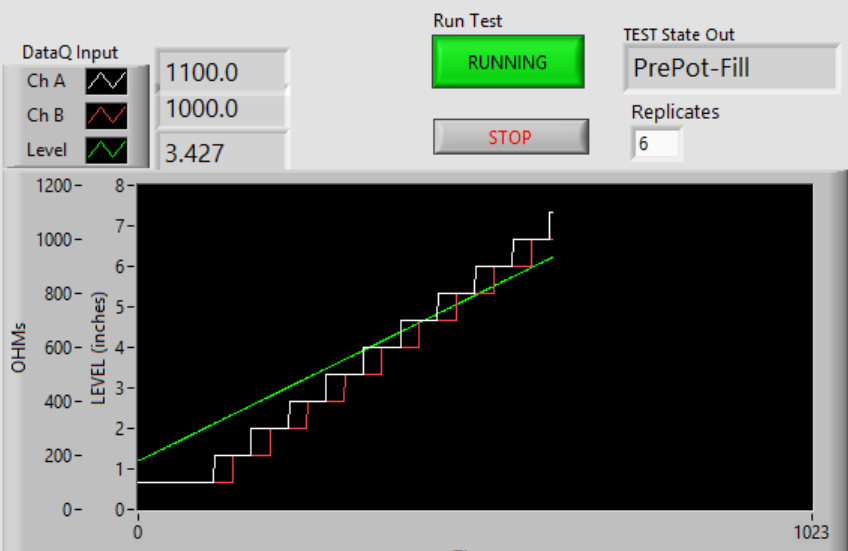 Run Test
TEST State Out
DataQ Input
RUNNING
PrePot-Fill
Ch A
1100.0
Ch B
1000.0
Replicates
Level
3.427
STOP
6
1200
8
7
1000
6
800
5
OHMs
LEVEL (inches)
600
4
3
400
2
200
1
0
0
0
1023